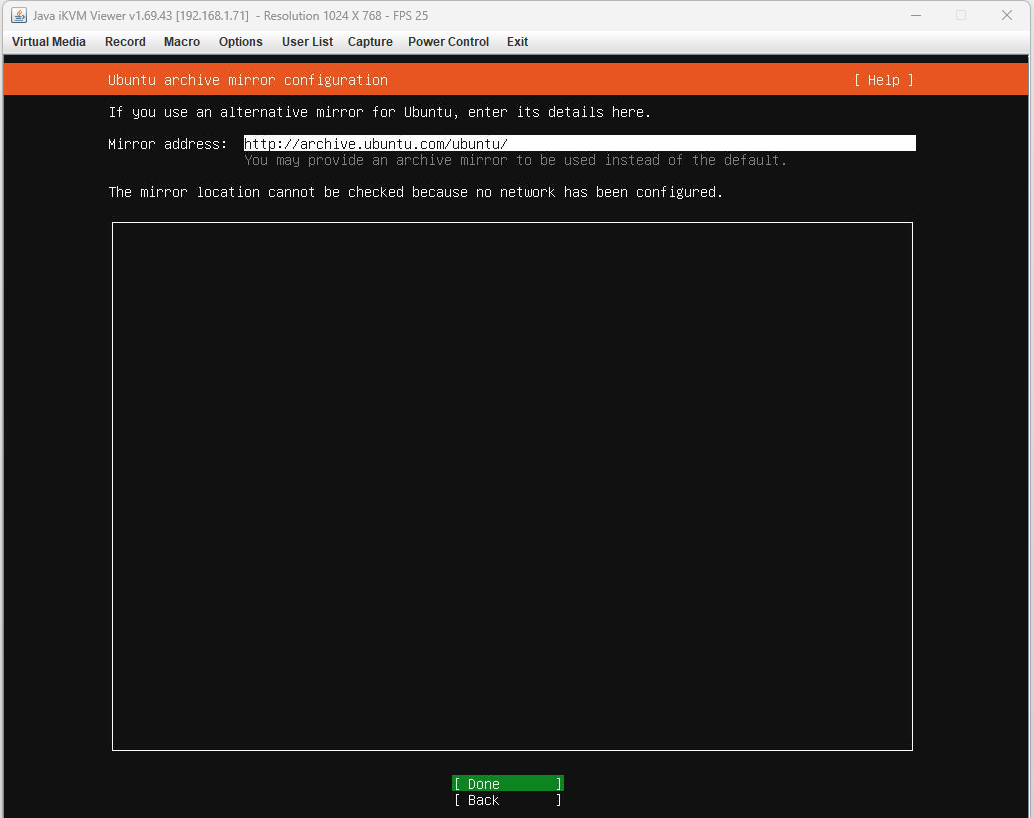 Java iKVM Viewer v1.69.43 [192.168.1.71] - Resolution 1024 X 768 - FPS 25
Virtual Media Record Macro Options User List Capture Power Control Exit
Ubuntu archive mirror configuration [ Help ]
If you use an alternative mirror for Ubuntu, enter its details here.
Mirror address: http://archive.ubuntu.com/ubuntu/
You may provide an archive mirror to be used instead of the default.
The mirror location cannot be checked because no network has been configured.
[ Done ]
[ Back ]